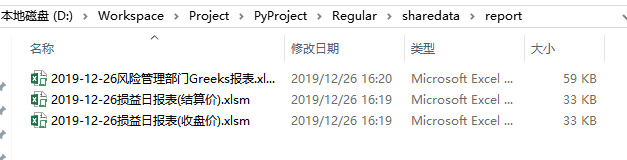 本地磁盘 (D:) › Workspace › Project › PyProject › Regular › sharedata › report
名称 修改日期 类型 大小
2019-12-26风险管理部门Greeks报表.xl... 2019/12/26 16:20 Microsoft Excel ... 59 KB
2019-12-26损益日报表(结算价).xlsm 2019/12/26 16:19 Microsoft Excel ... 33 KB
2019-12-26损益日报表(收盘价).xlsm 2019/12/26 16:19 Microsoft Excel ... 33 KB